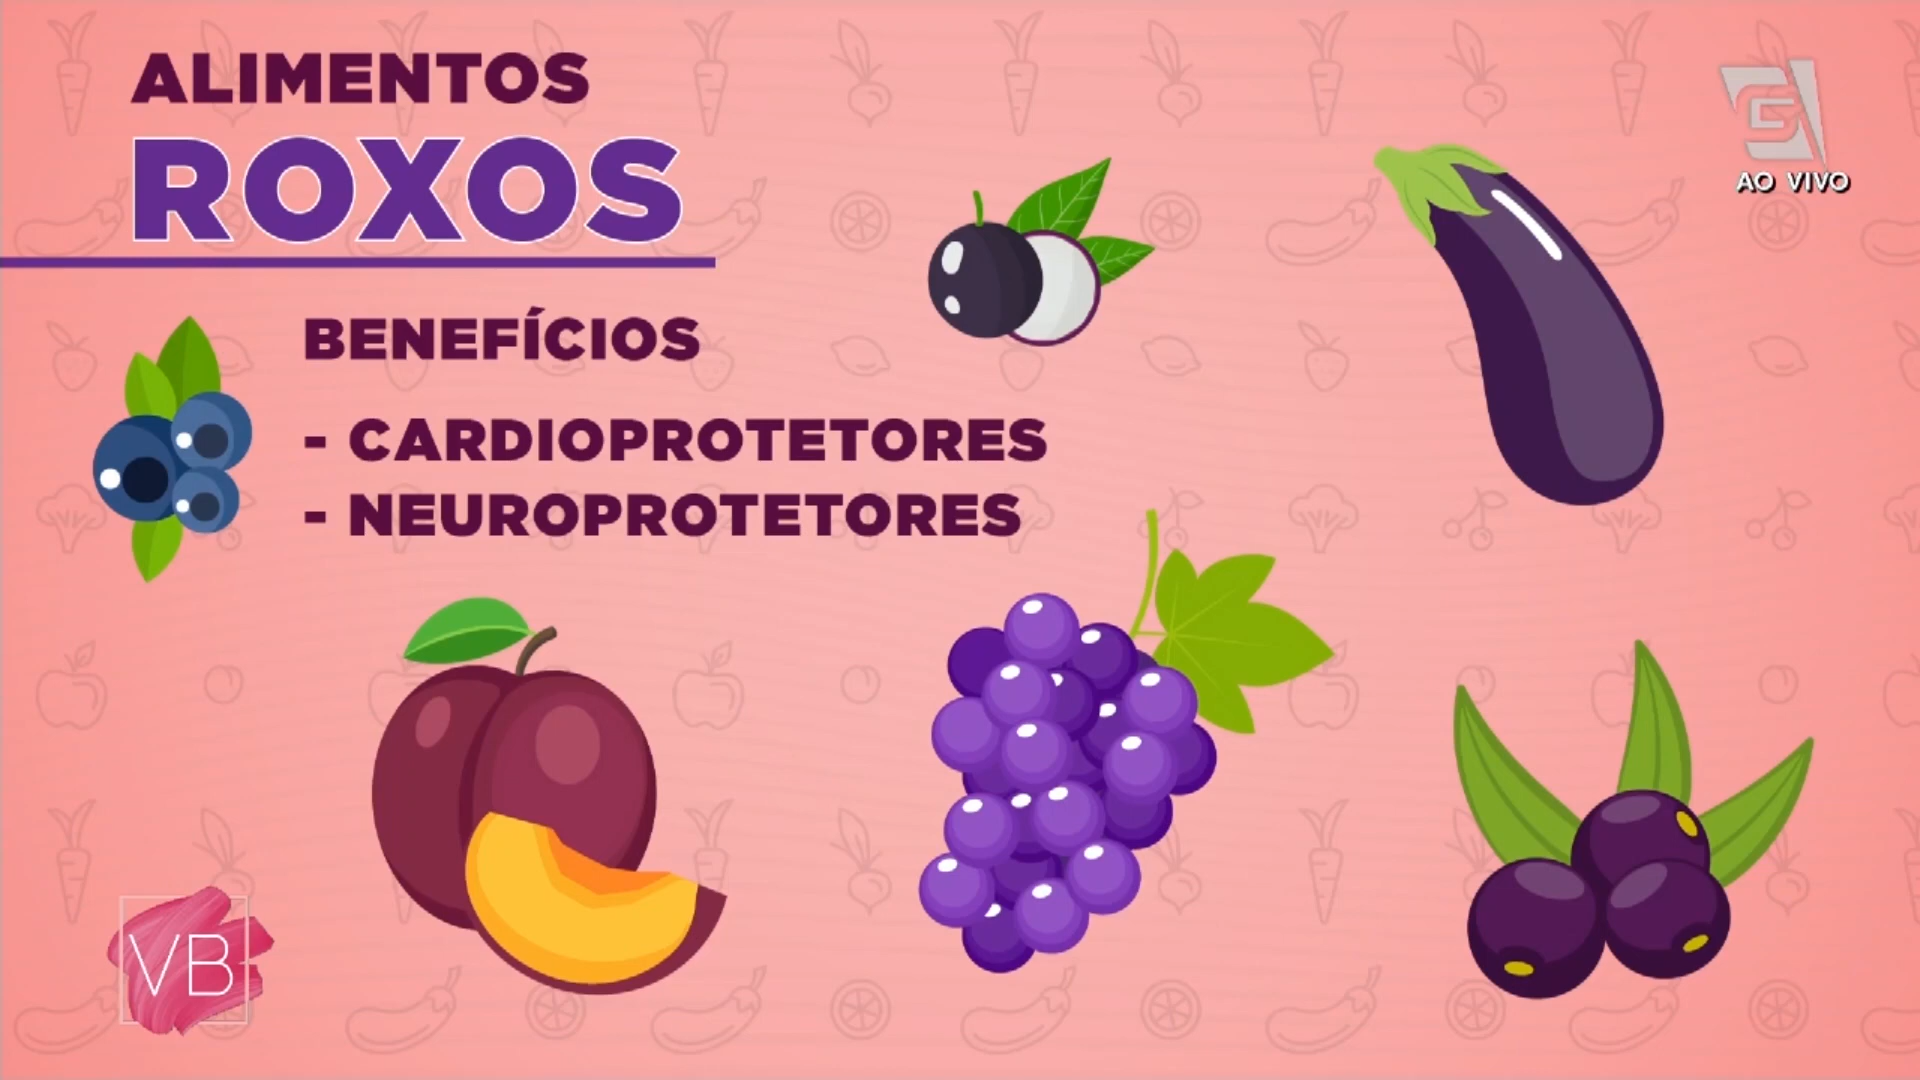 ALIMENTOS
ROXOS
BENEFÍCIOS
- CARDIOPROTETORES
- NEUROPROTETORES
AO VIVO
VB